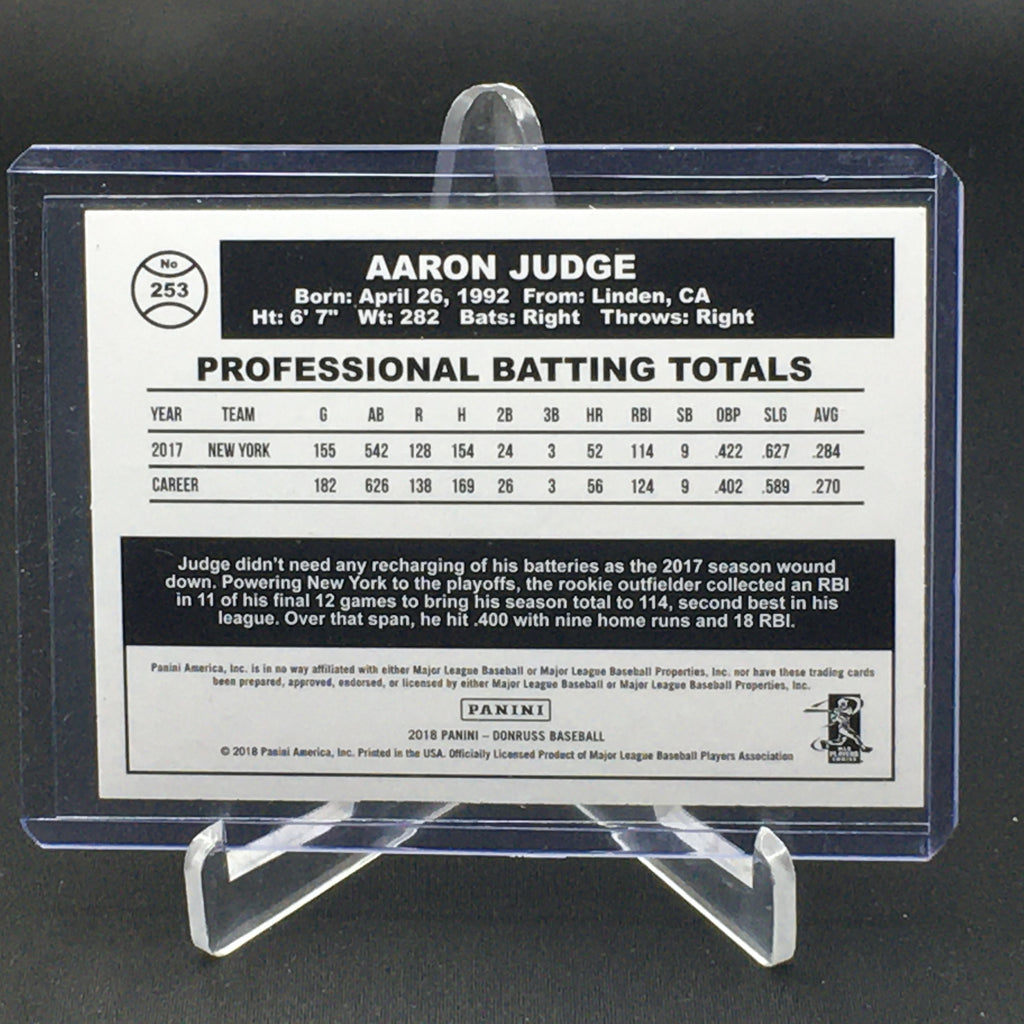 No
253
AARON JUDGE
Born: April 26, 1992 From: Linden, CA
Ht: 6' 7" Wt: 282 Bats: Right Throws: Right
PROFESSIONAL BATTING TOTALS
YEAR TEAM G AB R H 2B 3B HR RBI SB OBP SLG AVG
2017 NEW YORK 155 542 128 154 24 3 52 114 9 .422 .627 .284
CAREER 182 626 138 169 26 3 56 124 9 .402 .589 .270
Judge didn't need any recharging of his batteries as the 2017 season wound
down. Powering New York to the playoffs, the rookie outfielder collected an RBI
in 11 of his final 12 games to bring his season total to 114, second best in his
league. Over that span, he hit .400 with nine home runs and 18 RBI.
Panini America, Inc. is in no way affiliated with either Major League Baseball or Major League Baseball Properties, Inc. nor have these trading cards
been prepared, approved, endorsed, or licensed by either Major League Baseball or Major League Baseball Properties, Inc.
PANINI
2018 PANINI – DONRUSS BASEBALL
© 2018 Panini America, Inc. Printed in the USA. Officially Licensed Product of Major League Baseball Players Association
MLB
PLAYERS
CHOICE